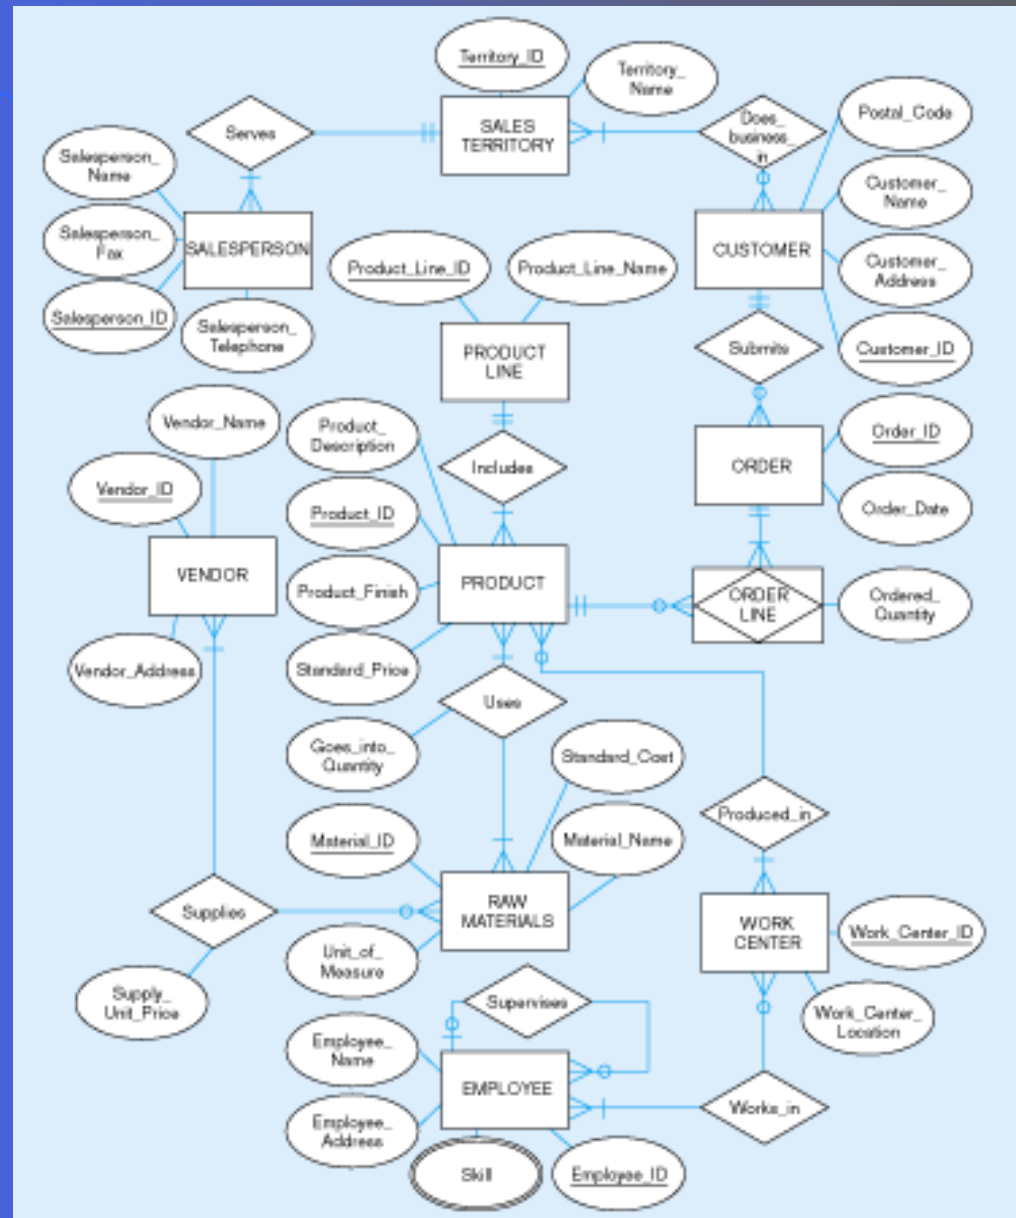 Territory_ID
Territory_
Name
Serves
SALES
TERRITORY
Does_
business_
in
Postal_Code
Salesperson_
Name
Customer_
Name
Salesperson_
Fax
SALESPERSON
Product_Line_ID
Product_Line_Name
CUSTOMER
Customer_
Address
Salesperson_ID
Salesperson_
Telephone
PRODUCT
LINE
Submits
Customer_ID
Vendor_Name
Product_
Description
Includes
ORDER
Order_ID
Vendor_ID
Product_ID
Order_Date
VENDOR
Product_Finish
PRODUCT
ORDER
LINE
Ordered_
Quantity
Vendor_Address
Standard_Price
Uses
Goes_into_
Quantity
Standard_Cost
Produced_in
Material_ID
Material_Name
Supplies
RAW
MATERIALS
WORK
CENTER
Work_Center_ID
Unit_of_
Measure
Supply_
Unit_Price
Supervises
Work_Center_
Location
Employee_
Name
EMPLOYEE
Works_in
Employee_
Address
Skill
Employee_ID